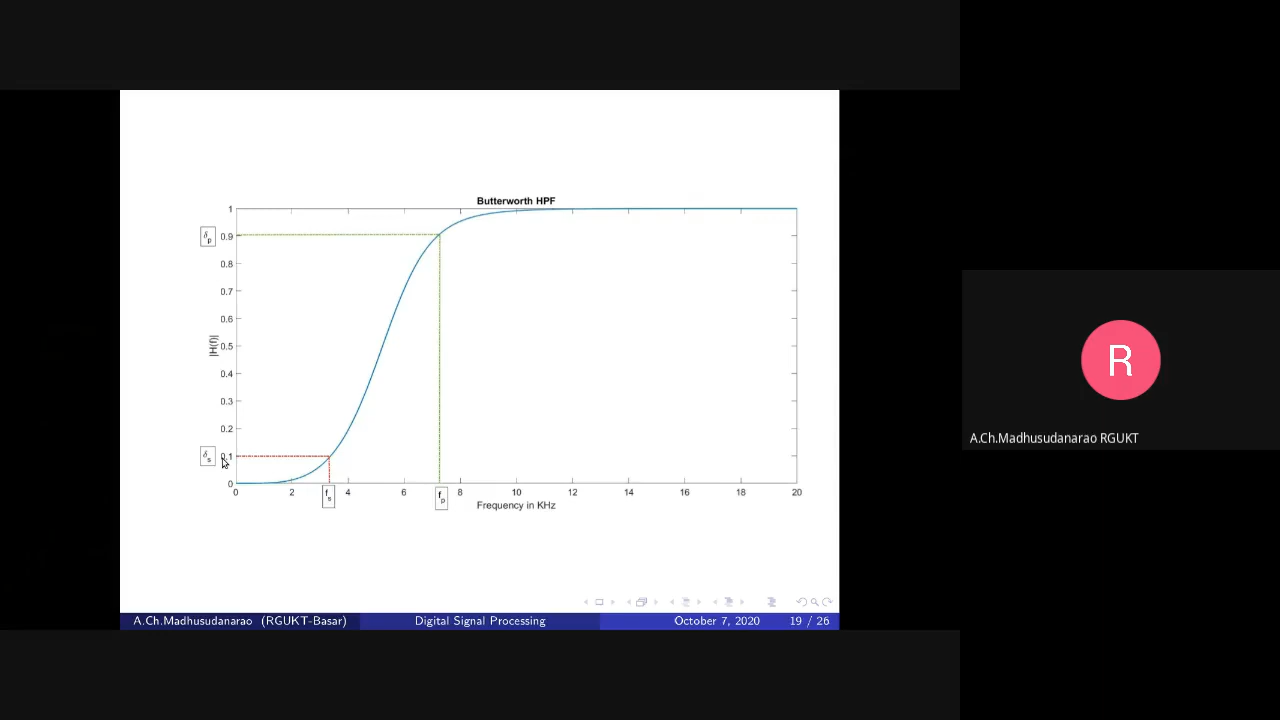 Butterworth HPF
1
δp 0.9
0.8
0.7
0.6
0.5
|H(f)|
0.4
0.3
0.2
δs 0.1
0
0 2 fs 4 6 fp 8 10 12 14 16 18 20
Frequency in KHz
A.Ch.Madhusudanarao (RGUKT-Basar) Digital Signal Processing October 7, 2020 19 / 26
R
A.Ch.Madhusudanarao RGUKT